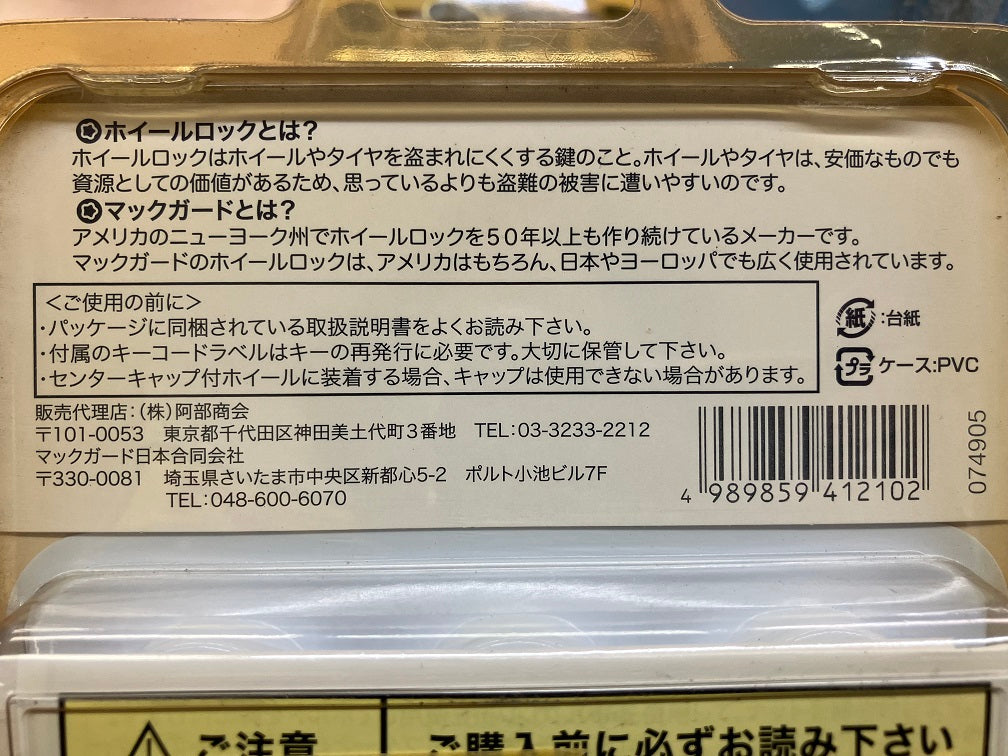 ホイールロックとは？
ホイールロックはホイールやタイヤを盗まれにくくする鍵のこと。ホイールやタイヤは、安価なものでも
資源としての価値があるため、思っているよりも盗難の被害に遭いやすいのです。
マックガードとは？
アメリカのニューヨーク州でホイールロックを５０年以上も作り続けているメーカーです。
マックガードのホイールロックは、アメリカはもちろん、日本やヨーロッパでも広く使用されています。
＜ご使用の前に＞
・パッケージに同梱されている取扱説明書をよくお読み下さい。
・付属のキーコードラベルはキーの再発行に必要です。大切に保管して下さい。
・センターキャップ付ホイールに装着する場合、キャップは使用できない場合があります。
紙：台紙
プラ ケース：PVC
販売代理店：（株）阿部商会
〒101-0053　東京都千代田区神田美土代町３番地　TEL：03-3233-2212
マックガード日本合同会社
〒330-0081　埼玉県さいたま市中央区新都心5-2　ポルト小池ビル7F
TEL：048-600-6070
4 989859 412102
074905
ご注意
ご購入前に必ずお読み下さい